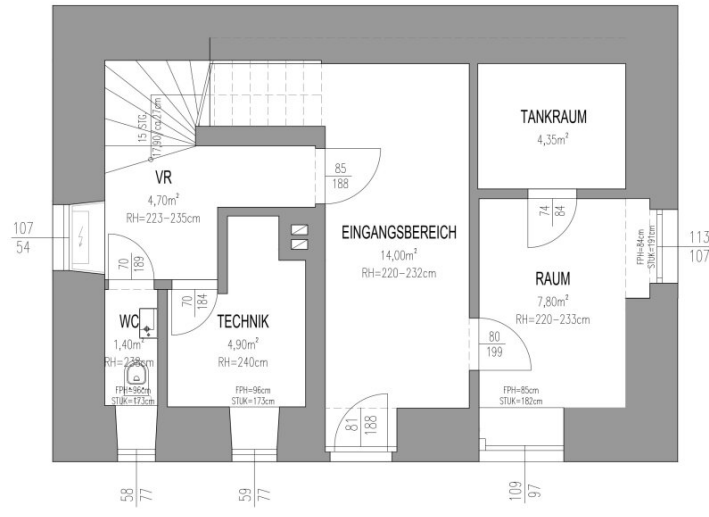 15 STG.
17,90/ca.27cm
VR
4,70m²
RH=223-235cm
85
188
TANKRAUM
4,35m²
74
84
107
54
EINGANGSBEREICH
14,00m²
RH=220-232cm
FPH=84cm
STUK=191cm
113
107
RAUM
7,80m²
RH=220-233cm
70
189
70
184
WC
1,40m²
RH=238cm
FPH=96cm
STUK=173cm
TECHNIK
4,90m²
RH=240cm
FPH=96cm
STUK=173cm
80
199
FPH=85cm
STUK=182cm
81
188
58
77
59
77
109
97